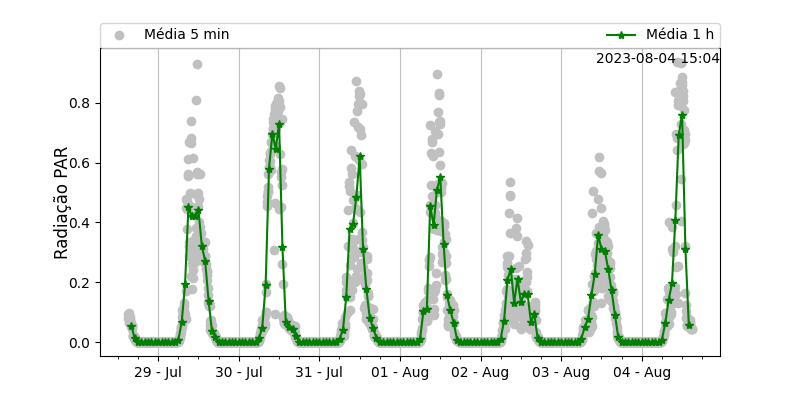 Média 5 min
Média 1 h
2023-08-04 15:04
Radiação PAR
0.8
0.6
0.4
0.2
0.0
29 - Jul
30 - Jul
31 - Jul
01 - Aug
02 - Aug
03 - Aug
04 - Aug